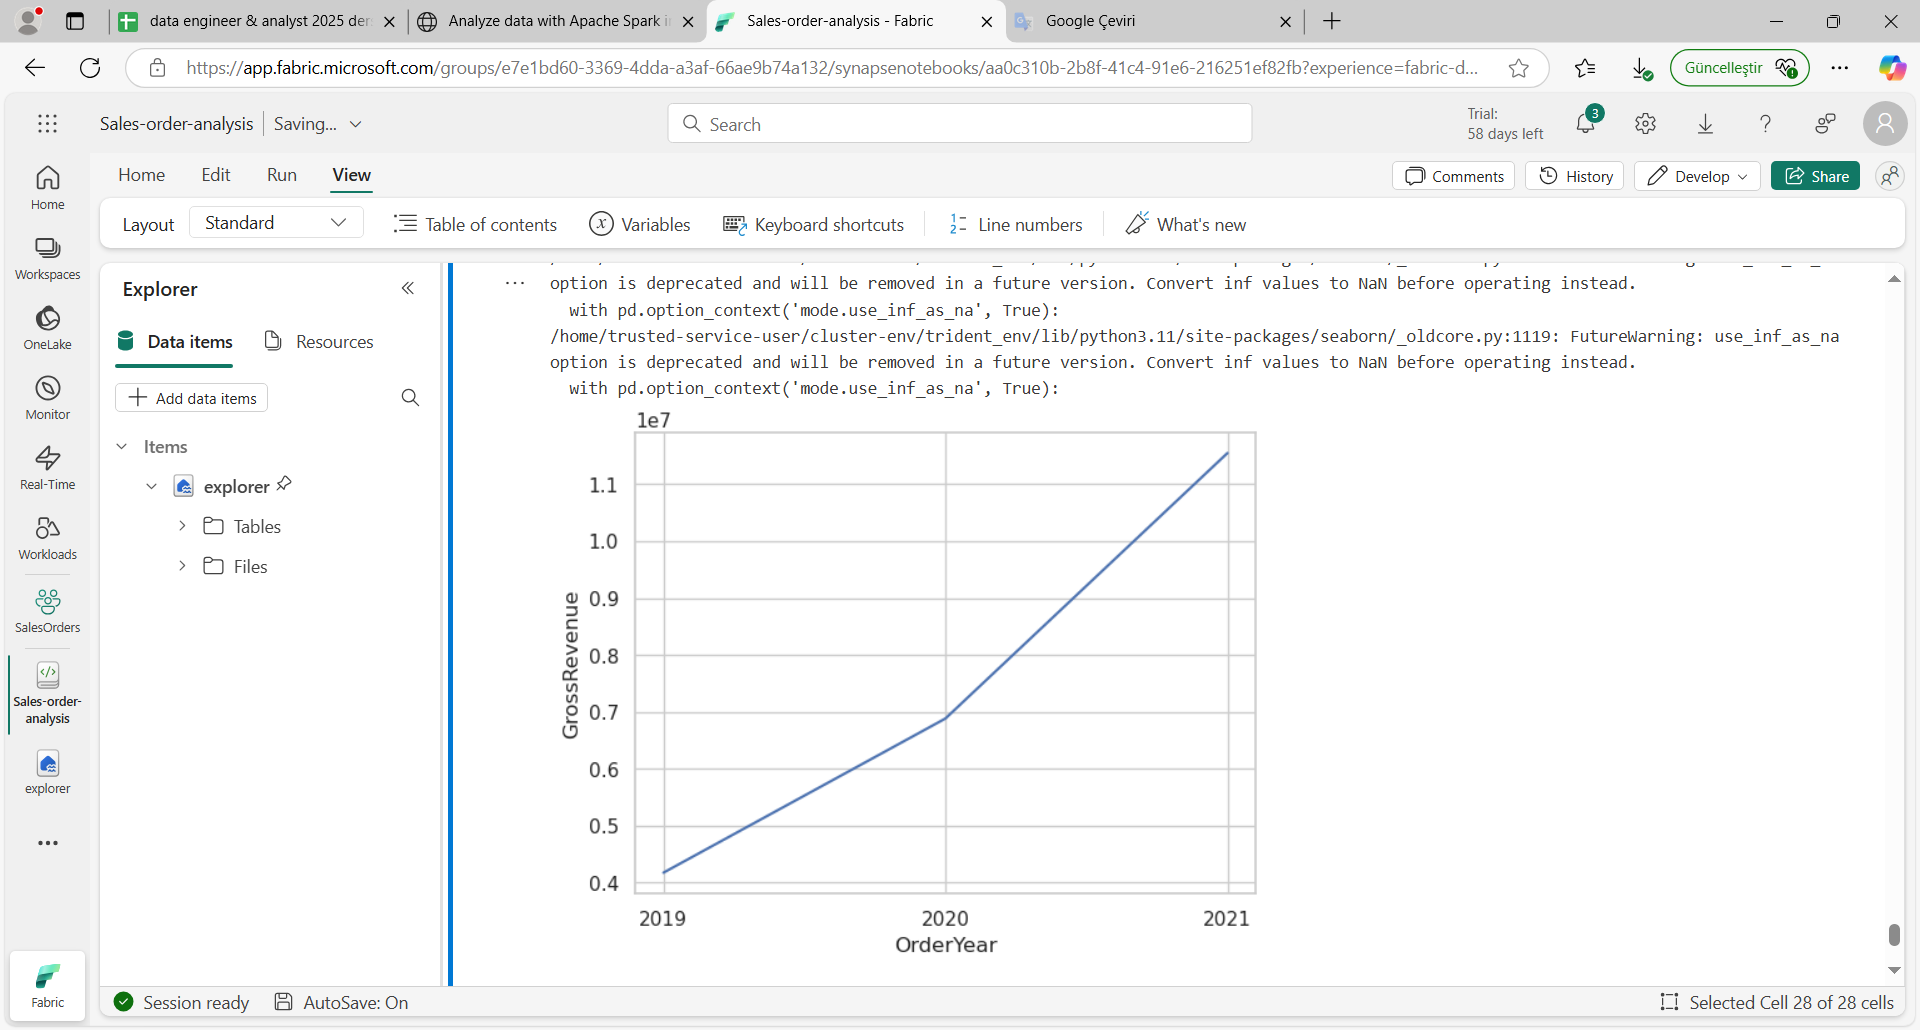 data engineer & analyst 2025 der
Analyze data with Apache Spark i
Sales-order-analysis - Fabric
Google Çeviri
https://app.fabric.microsoft.com/groups/e7e1bd60-3369-4dda-a3af-66ae9b74a132/synapsenotebooks/aa0c310b-2b8f-41c4-91e6-216251ef82fb?experience=fabric-d...
Güncelleştir
Sales-order-analysis
Saving...
Search
Trial:
58 days left
3
Home
Edit
Run
View
Comments
History
Develop
Share
Layout
Standard
Table of contents
Variables
Keyboard shortcuts
Line numbers
What's new
Home
Workspaces
OneLake
Monitor
Real-Time
Workloads
SalesOrders
Sales-order-
analysis
explorer
Fabric
Explorer
Data items
Resources
Add data items
Items
explorer
Tables
Files
option is deprecated and will be removed in a future version. Convert inf values to NaN before operating instead.
with pd.option_context('mode.use_inf_as_na', True):
/home/trusted-service-user/cluster-env/trident_env/lib/python3.11/site-packages/seaborn/_oldcore.py:1119: FutureWarning: use_inf_as_na
option is deprecated and will be removed in a future version. Convert inf values to NaN before operating instead.
with pd.option_context('mode.use_inf_as_na', True):
1e7
1.1
1.0
0.9
0.8
0.7
0.6
0.5
0.4
GrossRevenue
2019
2020
2021
OrderYear
Session ready
AutoSave: On
Selected Cell 28 of 28 cells